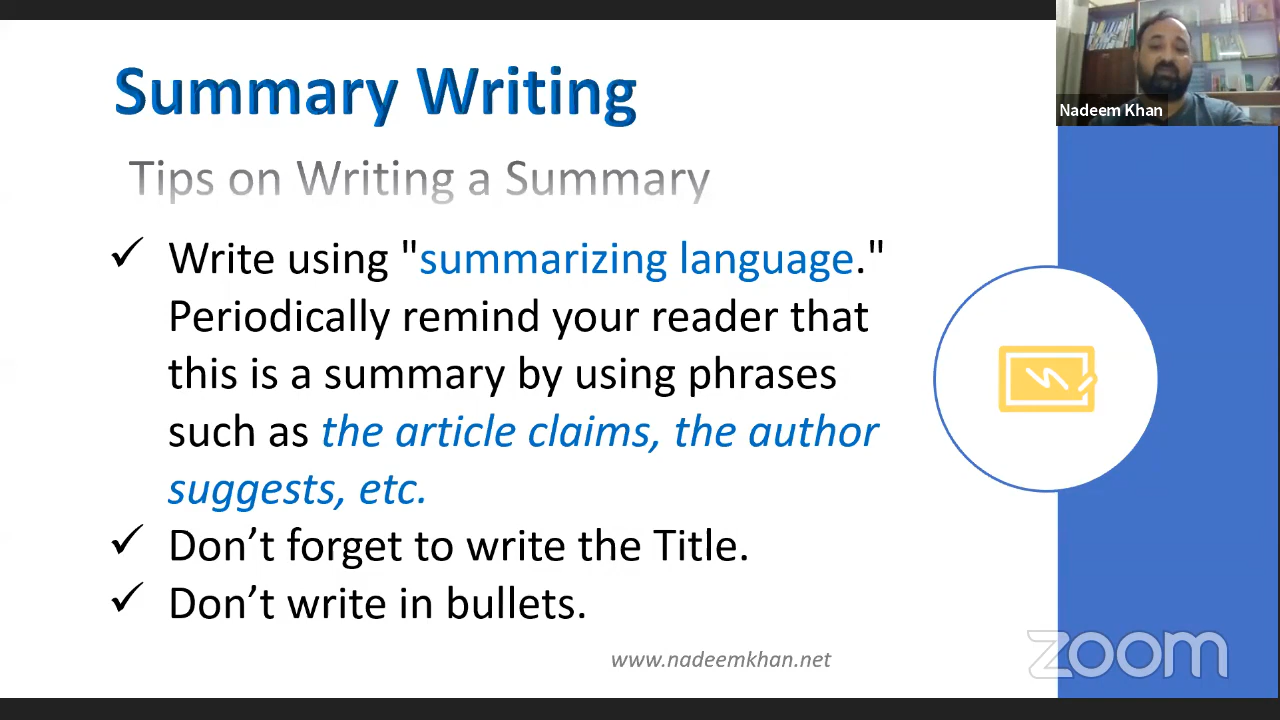 Summary Writing
Nadeem Khan
Tips on Writing a Summary
✓ Write using "summarizing language."
Periodically remind your reader that
this is a summary by using phrases
such as the article claims, the author
suggests, etc.
✓ Don’t forget to write the Title.
✓ Don’t write in bullets.
www.nadeemkhan.net
zoom